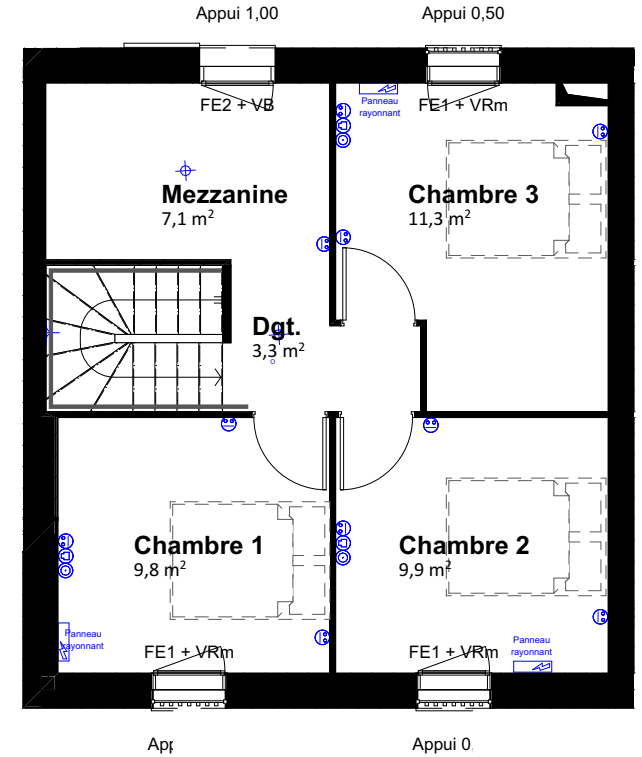 Appui 1,00
Appui 0,50
FE2 + VB
Panneau
rayonnant
FE1 + VRm
Mezzanine
7,1 m²
Chambre 3
11,3 m²
Dgt.
3,3 m²
Chambre 1
9,8 m²
Chambre 2
9,9 m²
Panneau
rayonnant
FE1 + VRm
FE1 + VRm
Panneau
rayonnant
Appui 0,